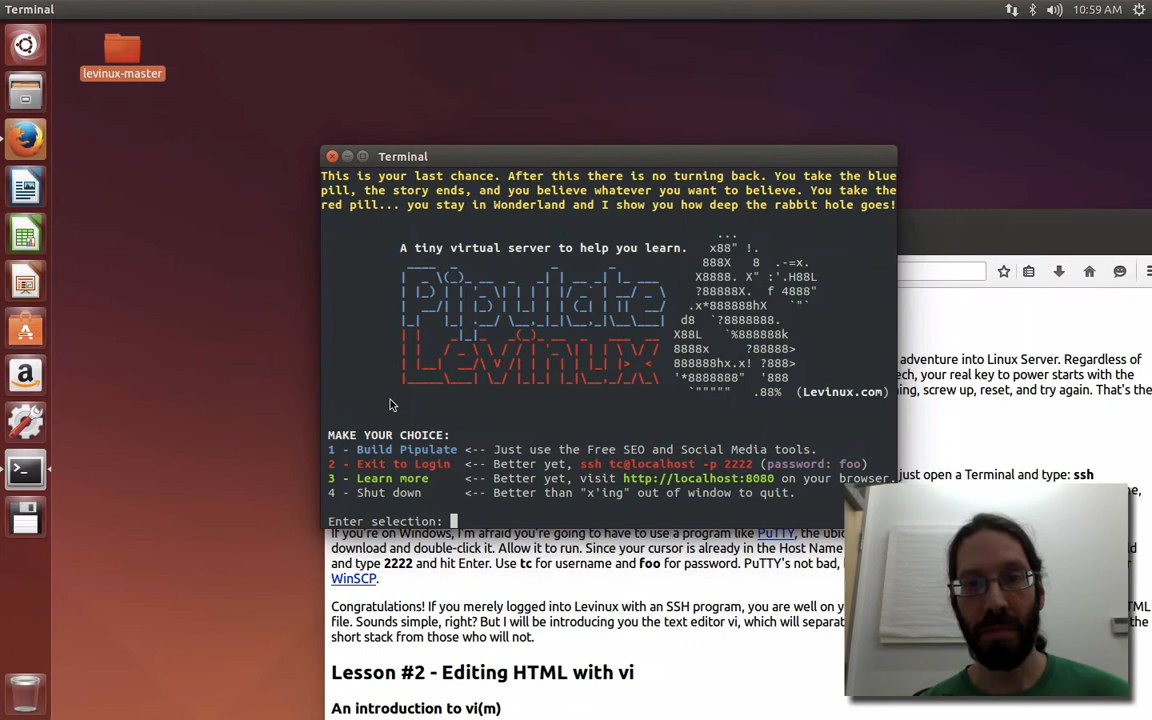 Terminal
10:59 AM
levinux-master
Terminal
This is your last chance. After this there is no turning back. You take the blue
pill, the story ends, and you believe whatever you want to believe. You take the
red pill... you stay in Wonderland and I show you how deep the rabbit hole goes!
A tiny virtual server to help you learn.
Pipulate
Levinux
(Levinux.com)
MAKE YOUR CHOICE:
1 - Build Pipulate <-- Just use the Free SEO and Social Media tools.
2 - Exit to Login <-- Better yet, ssh tc@localhost -p 2222 (password: foo)
3 - Learn more <-- Better yet, visit http://localhost:8080 on your browser.
4 - Shut down <-- Better than "x'ing" out of window to quit.
Enter selection:
adventure into Linux Server. Regardless of
ech, your real key to power starts with the
ning, screw up, reset, and try again. That's the
just open a Terminal and type: ssh
If you're on Windows, I'm afraid you're going to have to use a program like PuTTY, the ubi
download and double-click it. Allow it to run. Since your cursor is already in the Host Name
and type 2222 and hit Enter. Use tc for username and foo for password. PuTTY's not bad,
WinSCP.
Congratulations! If you merely logged into Levinux with an SSH program, you are well on y
file. Sounds simple, right? But I will be introducing you the text editor vi, which will separat
short stack from those who will not.
Lesson #2 - Editing HTML with vi
An introduction to vi(m)